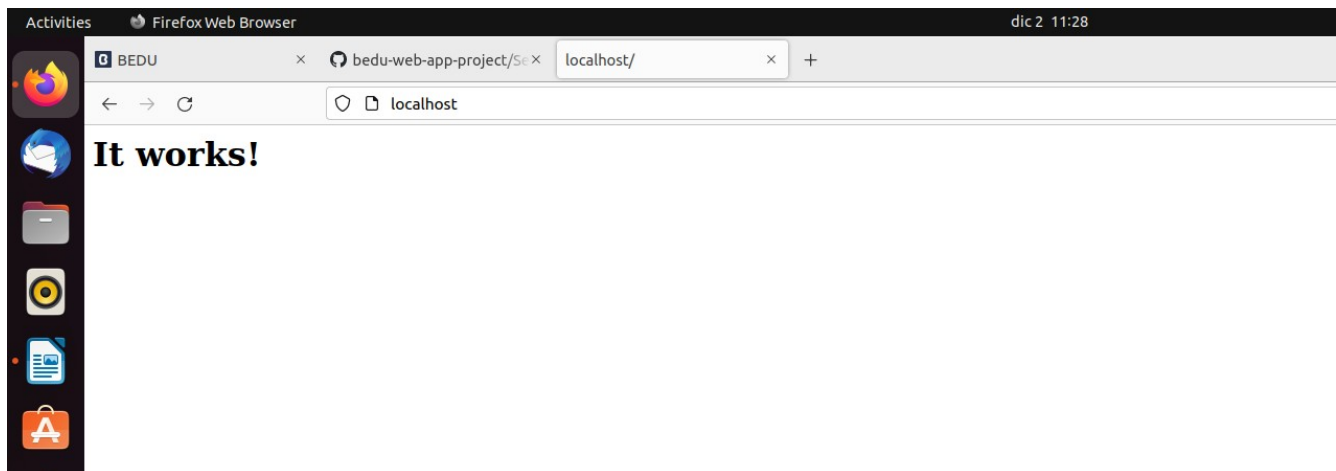 Activities Firefox Web Browser dic 2 11:28
BEDU bedu-web-app-project/Se localhost/
localhost
It works!